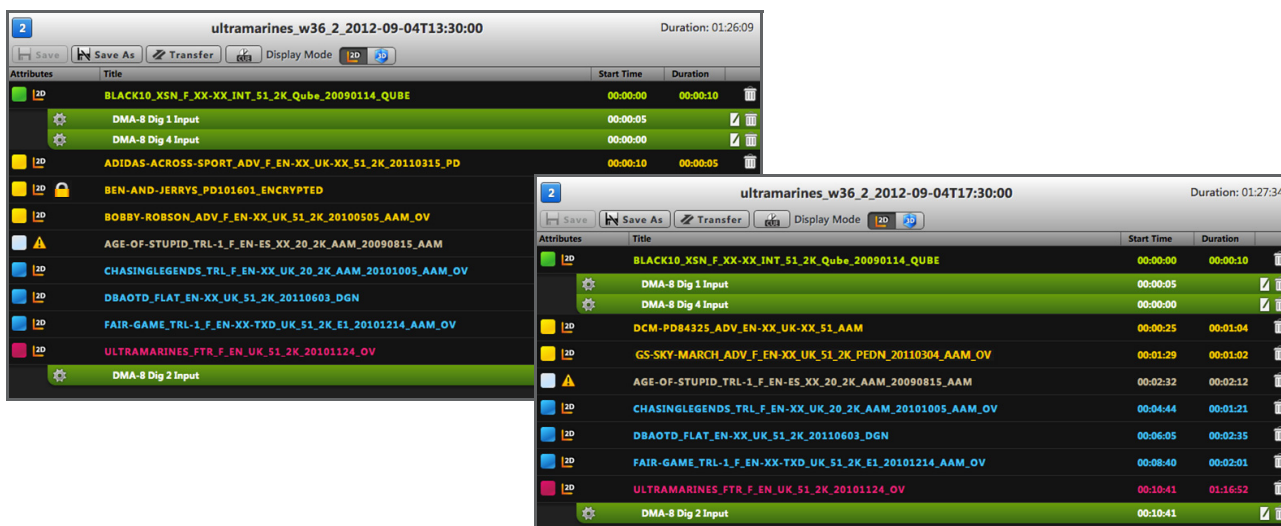 2 ultramarines_w36_2_2012-09-04T13:30:00 Duration: 01:26:09
Save Save As Transfer CUE Display Mode 2D 3D
Attributes Title Start Time Duration
2D BLACK10_XSN_F_XX-XX_INT_51_2K_Qube_20090114_QUBE 00:00:00 00:00:10
DMA-8 Dig 1 Input 00:00:05
DMA-8 Dig 4 Input 00:00:00
2D ADIDAS-ACROSS-SPORT_ADV_F_EN-XX_UK-XX_51_2K_20110315_PD 00:00:10 00:00:05
2D BEN-AND-JERRYS_PD101601_ENCRYPTED
2D BOBBY-ROBSON_ADV_F_EN-XX_UK_51_2K_20100505_AAM_OV
AGE-OF-STUPID_TRL-1_F_EN-ES_XX_20_2K_AAM_20090815_AAM
2D CHASINGLEGENDS_TRL_F_EN-XX_UK_20_2K_AAM_20101005_AAM_OV
2D DBAOTD_FLAT_EN-XX_UK_51_2K_20110603_DGN
2D FAIR-GAME_TRL-1_F_EN-XX-TXD_UK_51_2K_E1_20101214_AAM_OV
2D ULTRAMARINES_FTR_F_EN_UK_51_2K_20101124_OV
DMA-8 Dig 2 Input
2 ultramarines_w36_2_2012-09-04T17:30:00 Duration: 01:27:34
Save Save As Transfer CUE Display Mode 2D 3D
Attributes Title Start Time Duration
2D BLACK10_XSN_F_XX-XX_INT_51_2K_Qube_20090114_QUBE 00:00:00 00:00:10
DMA-8 Dig 1 Input 00:00:05
DMA-8 Dig 4 Input 00:00:00
2D DCM-PD84325_ADV_EN-XX_UK-XX_51_AAM 00:00:25 00:01:04
2D GS-SKY-MARCH_ADV_F_EN-XX_UK_51_2K_PEDN_20110304_AAM_OV 00:01:29 00:01:02
AGE-OF-STUPID_TRL-1_F_EN-ES_XX_20_2K_AAM_20090815_AAM 00:02:32 00:02:12
2D CHASINGLEGENDS_TRL_F_EN-XX_UK_20_2K_AAM_20101005_AAM_OV 00:04:44 00:01:21
2D DBAOTD_FLAT_EN-XX_UK_51_2K_20110603_DGN 00:06:05 00:02:35
2D FAIR-GAME_TRL-1_F_EN-XX-TXD_UK_51_2K_E1_20101214_AAM_OV 00:08:40 00:02:01
2D ULTRAMARINES_FTR_F_EN_UK_51_2K_20101124_OV 00:10:41 01:16:52
DMA-8 Dig 2 Input 00:10:41